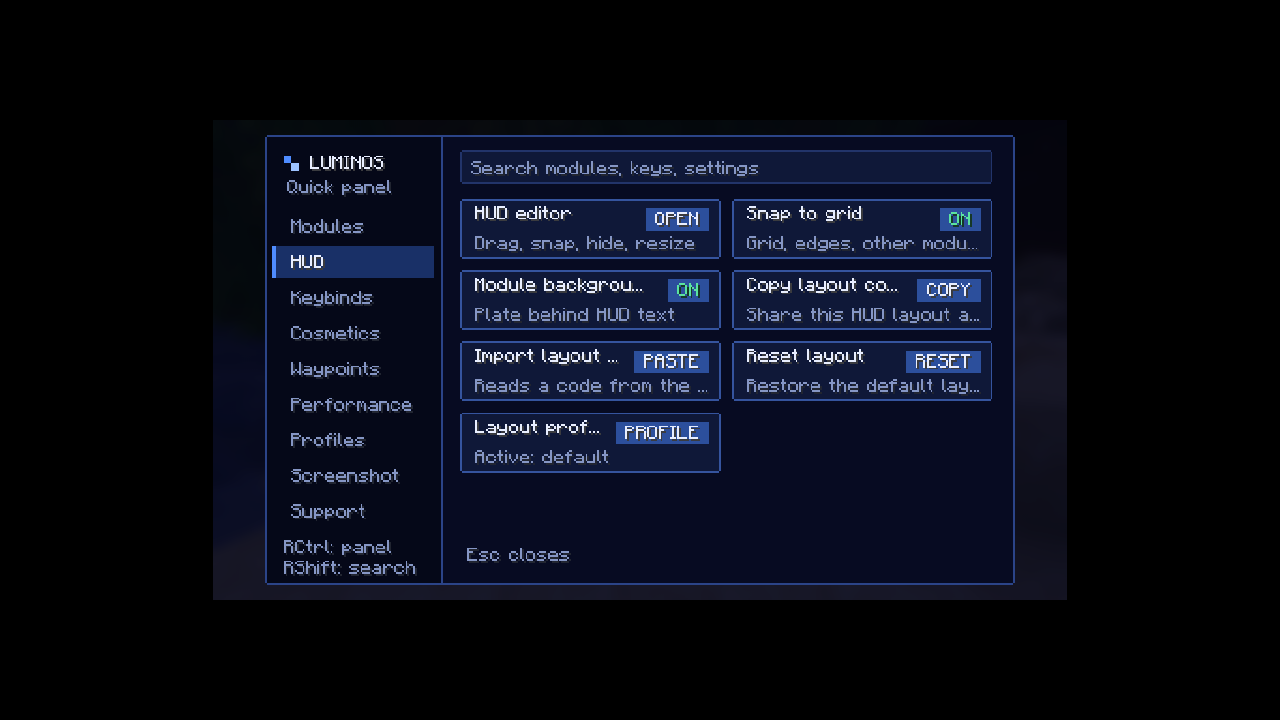 LUMINOS
Quick panel
Modules
HUD
Keybinds
Cosmetics
Waypoints
Performance
Profiles
Screenshot
Support
RCtrl: panel
RShift: search
Search modules, keys, settings
HUD editor OPEN
Drag, snap, hide, resize
Snap to grid ON
Grid, edges, other modu...
Module backgrou... ON
Plate behind HUD text
Copy layout co... COPY
Share this HUD layout a...
Import layout ... PASTE
Reads a code from the ...
Reset layout RESET
Restore the default lay...
Layout prof... PROFILE
Active: default
Esc closes